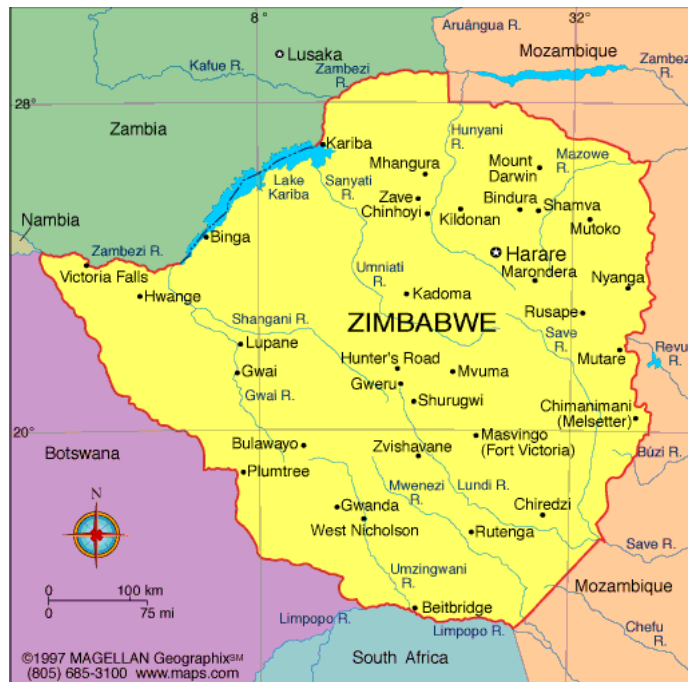 8°
32°
Aruângua R.
Mozambique
Lusaka
Kafue R.
Zambezi
R.
Zambezi
R.
28°
Zambia
Hunyani
R.
Kariba
Mhangura
Mount
Darwin
Mazowe
R.
Lake
Kariba
Sanyati
R.
Zave
Chinhoyi
Kildonan
Bindura
Shamva
Mutoko
Nambia
Zambezi R.
Binga
Harare
Victoria Falls
Hwange
Umniati
R.
Marondera
Nyanga
Kadoma
Shangani R.
ZIMBABWE
Rusape
Save
R.
Lupane
Hunter's Road
Mutare
Revu
R.
Gwai
Gweru
Mvuma
Gwai R.
Shurugwi
Chimanimani
(Melsetter)
20°
Botswana
Bulawayo
Zvishavane
Masvingo
(Fort Victoria)
Búzi R.
Plumtree
Mwenezi
R.
Lundi R.
N
Gwanda
West Nicholson
Chiredzi
Rutenga
Save R.
0
100 km
0
75 mi
Umzingwani
R.
Mozambique
Beitbridge
Limpopo R.
Limpopo R.
Chefu
R.
South Africa
©1997 MAGELLAN GeographixSM
(805) 685-3100 www.maps.com